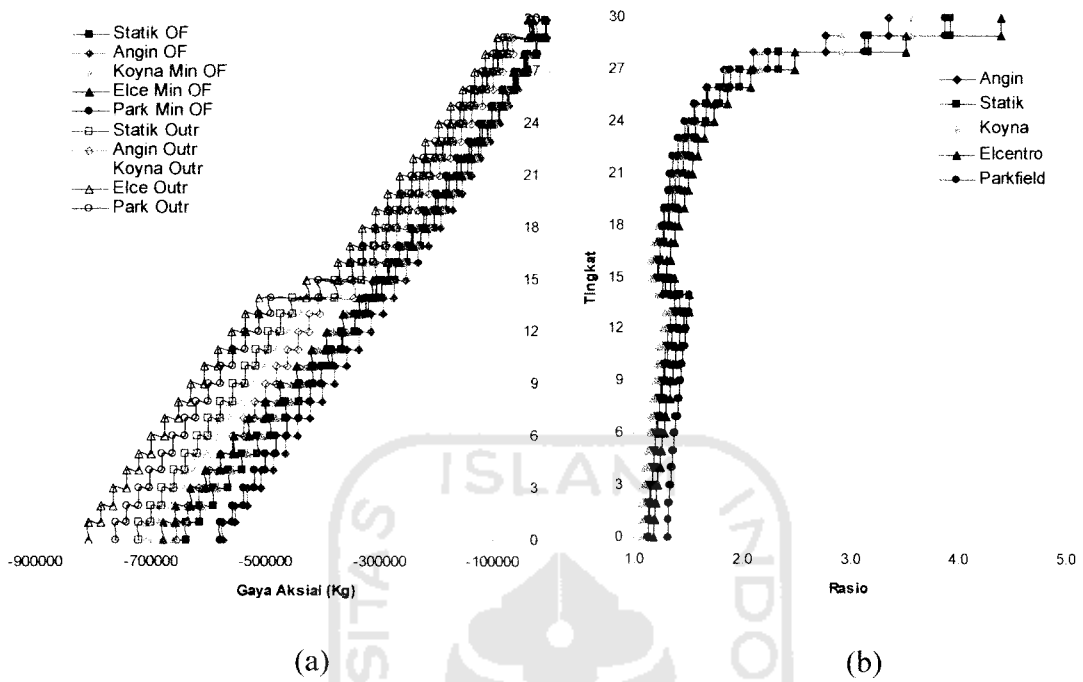 Statik OF
Angin OF
Koyna Min OF
Elce Min OF
Park Min OF
Statik Outr
Angin Outr
Koyna Outr
Elce Outr
Park Outr
30
27
24
21
18
15
12
9
6
3
0
-900000 -700000 -500000 -300000 -100000
Gaya Aksial (Kg)
(a)
Tingkat
30
27
24
21
18
15
12
9
6
3
0
Angin
Statik
Koyna
Elcentro
Parkfield
1.0 2.0 3.0 4.0 5.0
Rasio
(b)
ISLAN
SITAS
INDO